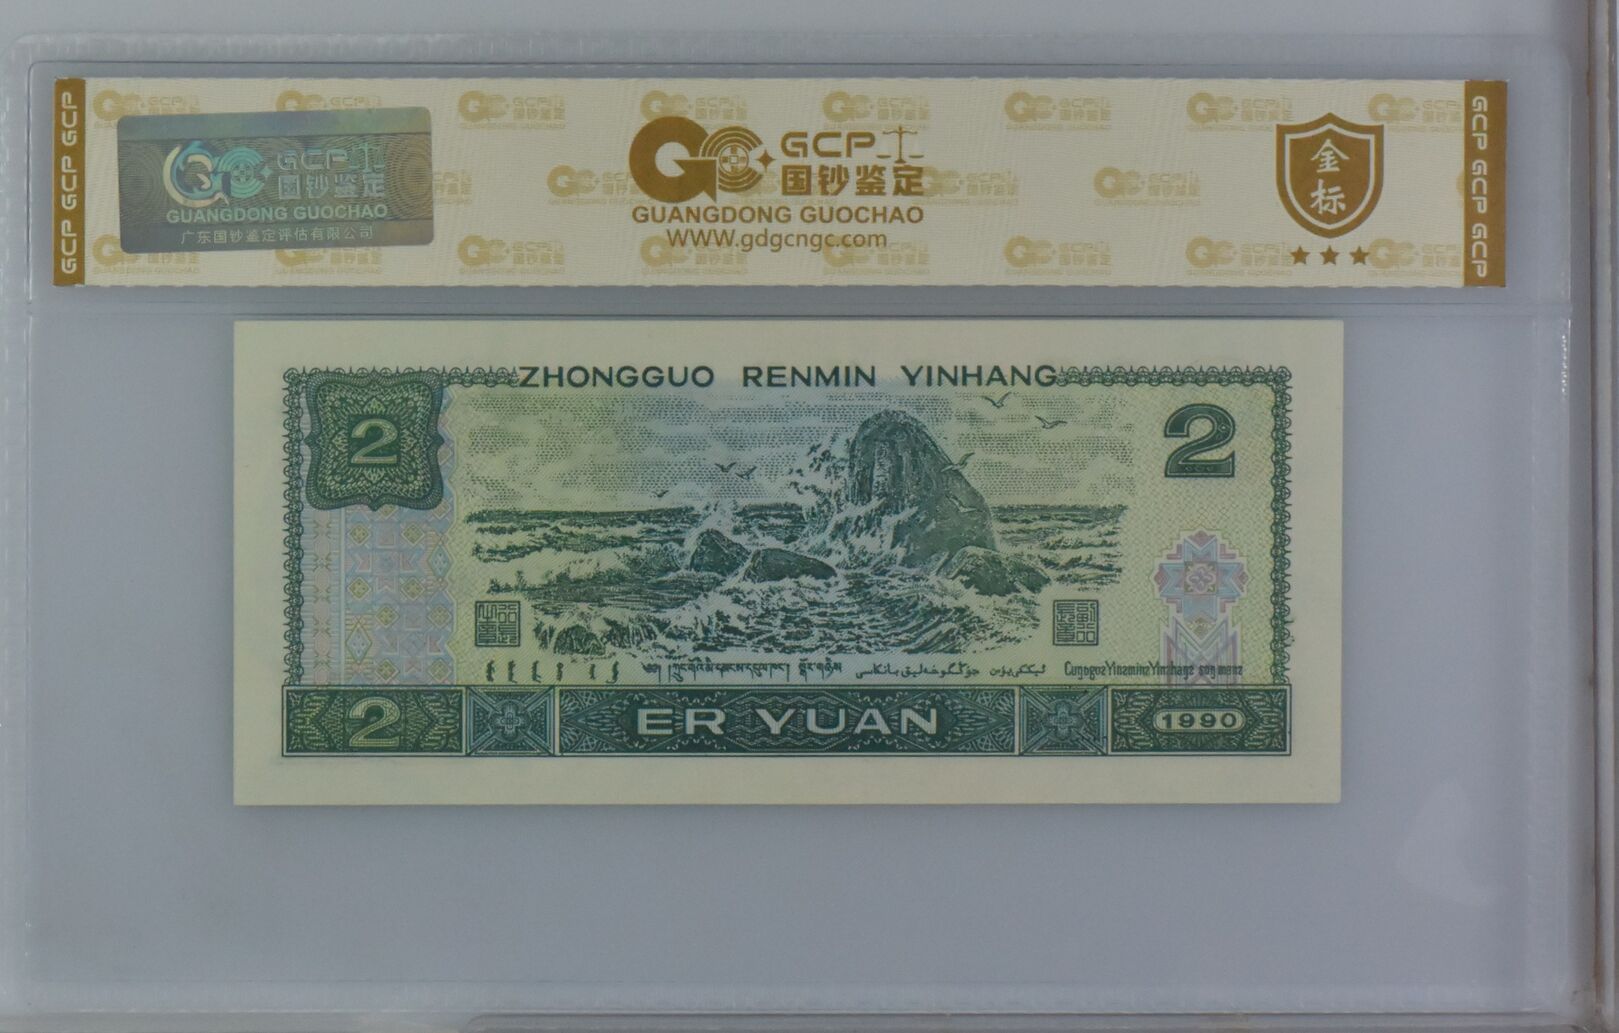 GCP GCP GCP
GCP
国钞鉴定
GUANGDONG GUOCHAO
广东国钞鉴定评估有限公司
GCP
国钞鉴定
GUANGDONG GUOCHAO
WWW.gdgcngc.com
金
标
GCP GCP GCP
ZHONGGUO RENMIN YINHANG
2
2
2
ER YUAN
1990